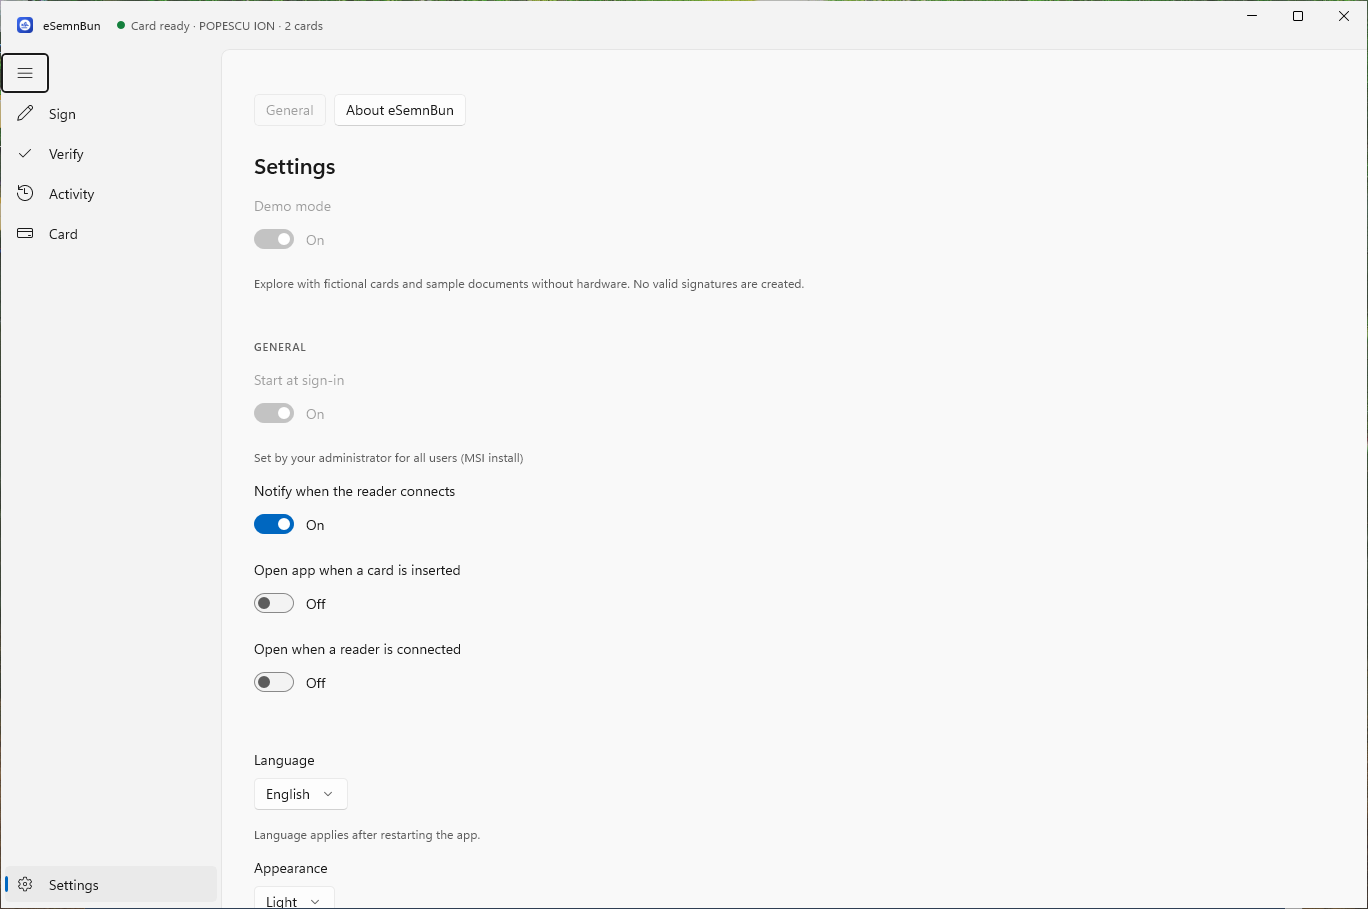 eSemnBun
Card ready · POPESCU ION · 2 cards
Sign
Verify
Activity
Card
Settings
General
About eSemnBun
Settings
Demo mode
On
Explore with fictional cards and sample documents without hardware. No valid signatures are created.
GENERAL
Start at sign-in
On
Set by your administrator for all users (MSI install)
Notify when the reader connects
On
Open app when a card is inserted
Off
Open when a reader is connected
Off
Language
English
Language applies after restarting the app.
Appearance
Light